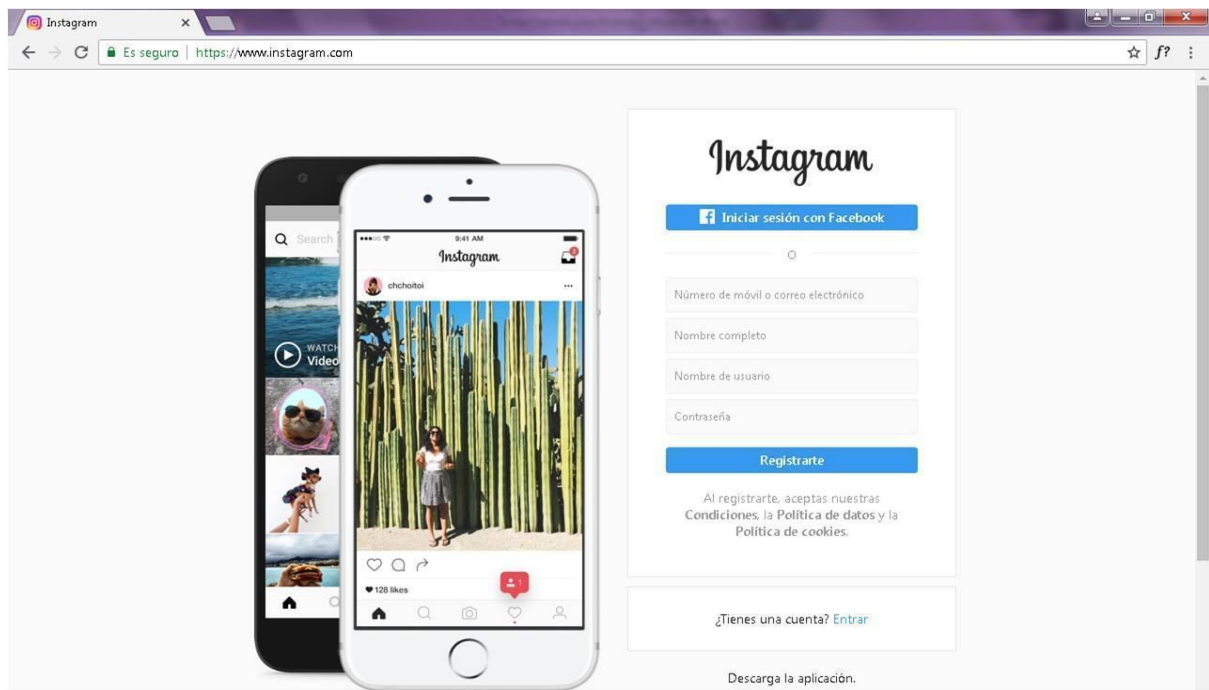 Instagram
Es seguro | https://www.instagram.com
f?
Search
WATCH
Video
9:41 AM
Instagram
chchoitoi
128 likes
1
Instagram
Iniciar sesión con Facebook
O
Número de móvil o correo electrónico
Nombre completo
Nombre de usuario
Contraseña
Registrarte
Al registrarte, aceptas nuestras
Condiciones, la Política de datos y la
Política de cookies.
¿Tienes una cuenta? Entrar
Descarga la aplicación.